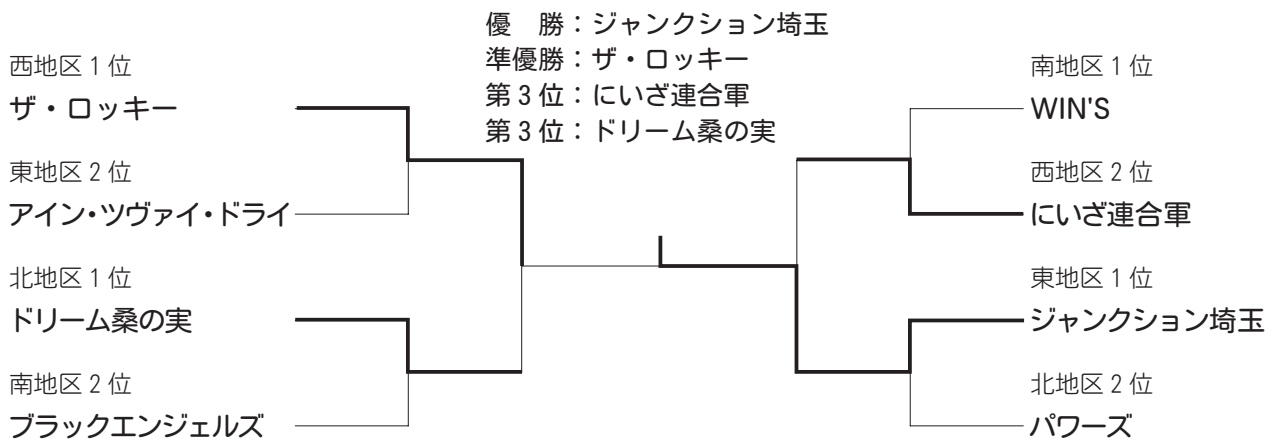 優　勝：ジャンクション埼玉
準優勝：ザ・ロッキー
第3位：にいざ連合軍
第3位：ドリーム桑の実
西地区1位
ザ・ロッキー
東地区2位
アイン・ツヴァイ・ドライ
北地区1位
ドリーム桑の実
南地区2位
ブラックエンジェルズ
南地区1位
WIN'S
西地区2位
にいざ連合軍
東地区1位
ジャンクション埼玉
北地区2位
パワーズ